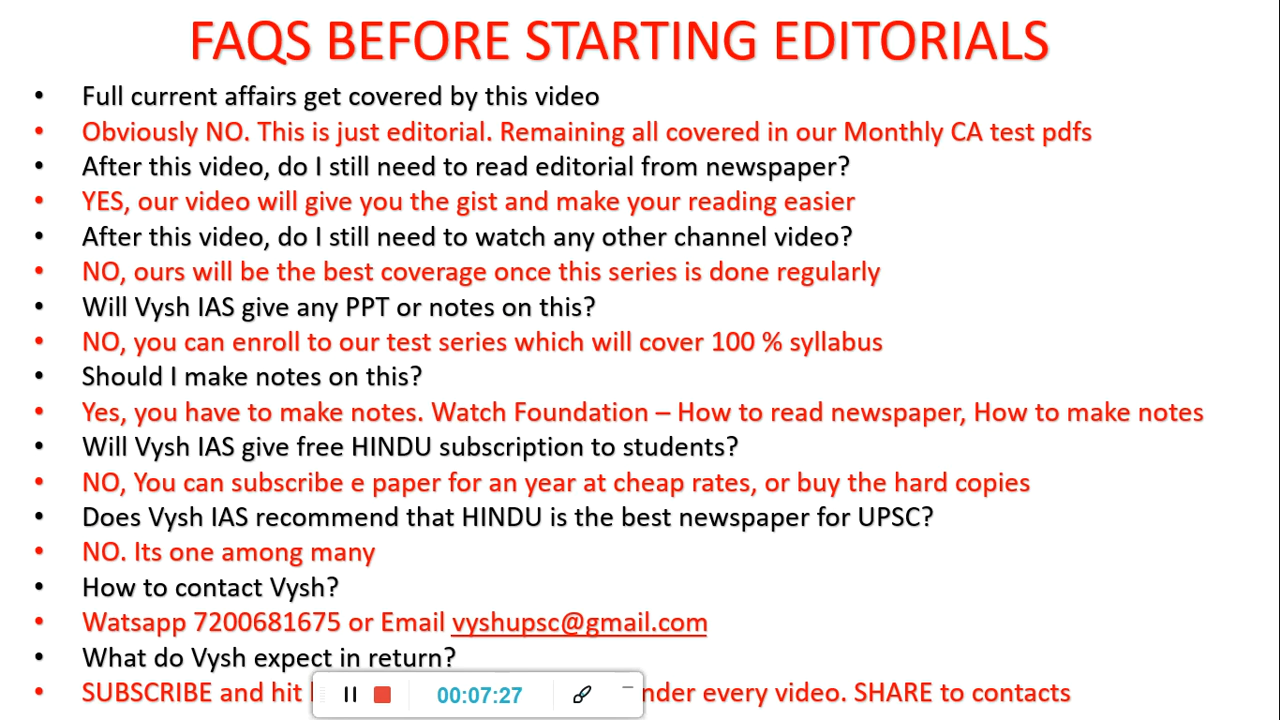 FAQS BEFORE STARTING EDITORIALS
• Full current affairs get covered by this video
• Obviously NO. This is just editorial. Remaining all covered in our Monthly CA test pdfs
• After this video, do I still need to read editorial from newspaper?
• YES, our video will give you the gist and make your reading easier
• After this video, do I still need to watch any other channel video?
• NO, ours will be the best coverage once this series is done regularly
• Will Vysh IAS give any PPT or notes on this?
• NO, you can enroll to our test series which will cover 100 % syllabus
• Should I make notes on this?
• Yes, you have to make notes. Watch Foundation – How to read newspaper, How to make notes
• Will Vysh IAS give free HINDU subscription to students?
• NO, You can subscribe e paper for an year at cheap rates, or buy the hard copies
• Does Vysh IAS recommend that HINDU is the best newspaper for UPSC?
• NO. Its one among many
• How to contact Vysh?
• Watsapp 7200681675 or Email vyshupsc@gmail.com
• What do Vysh expect in return?
• SUBSCRIBE and hit every video. SHARE to contacts
00:07:27